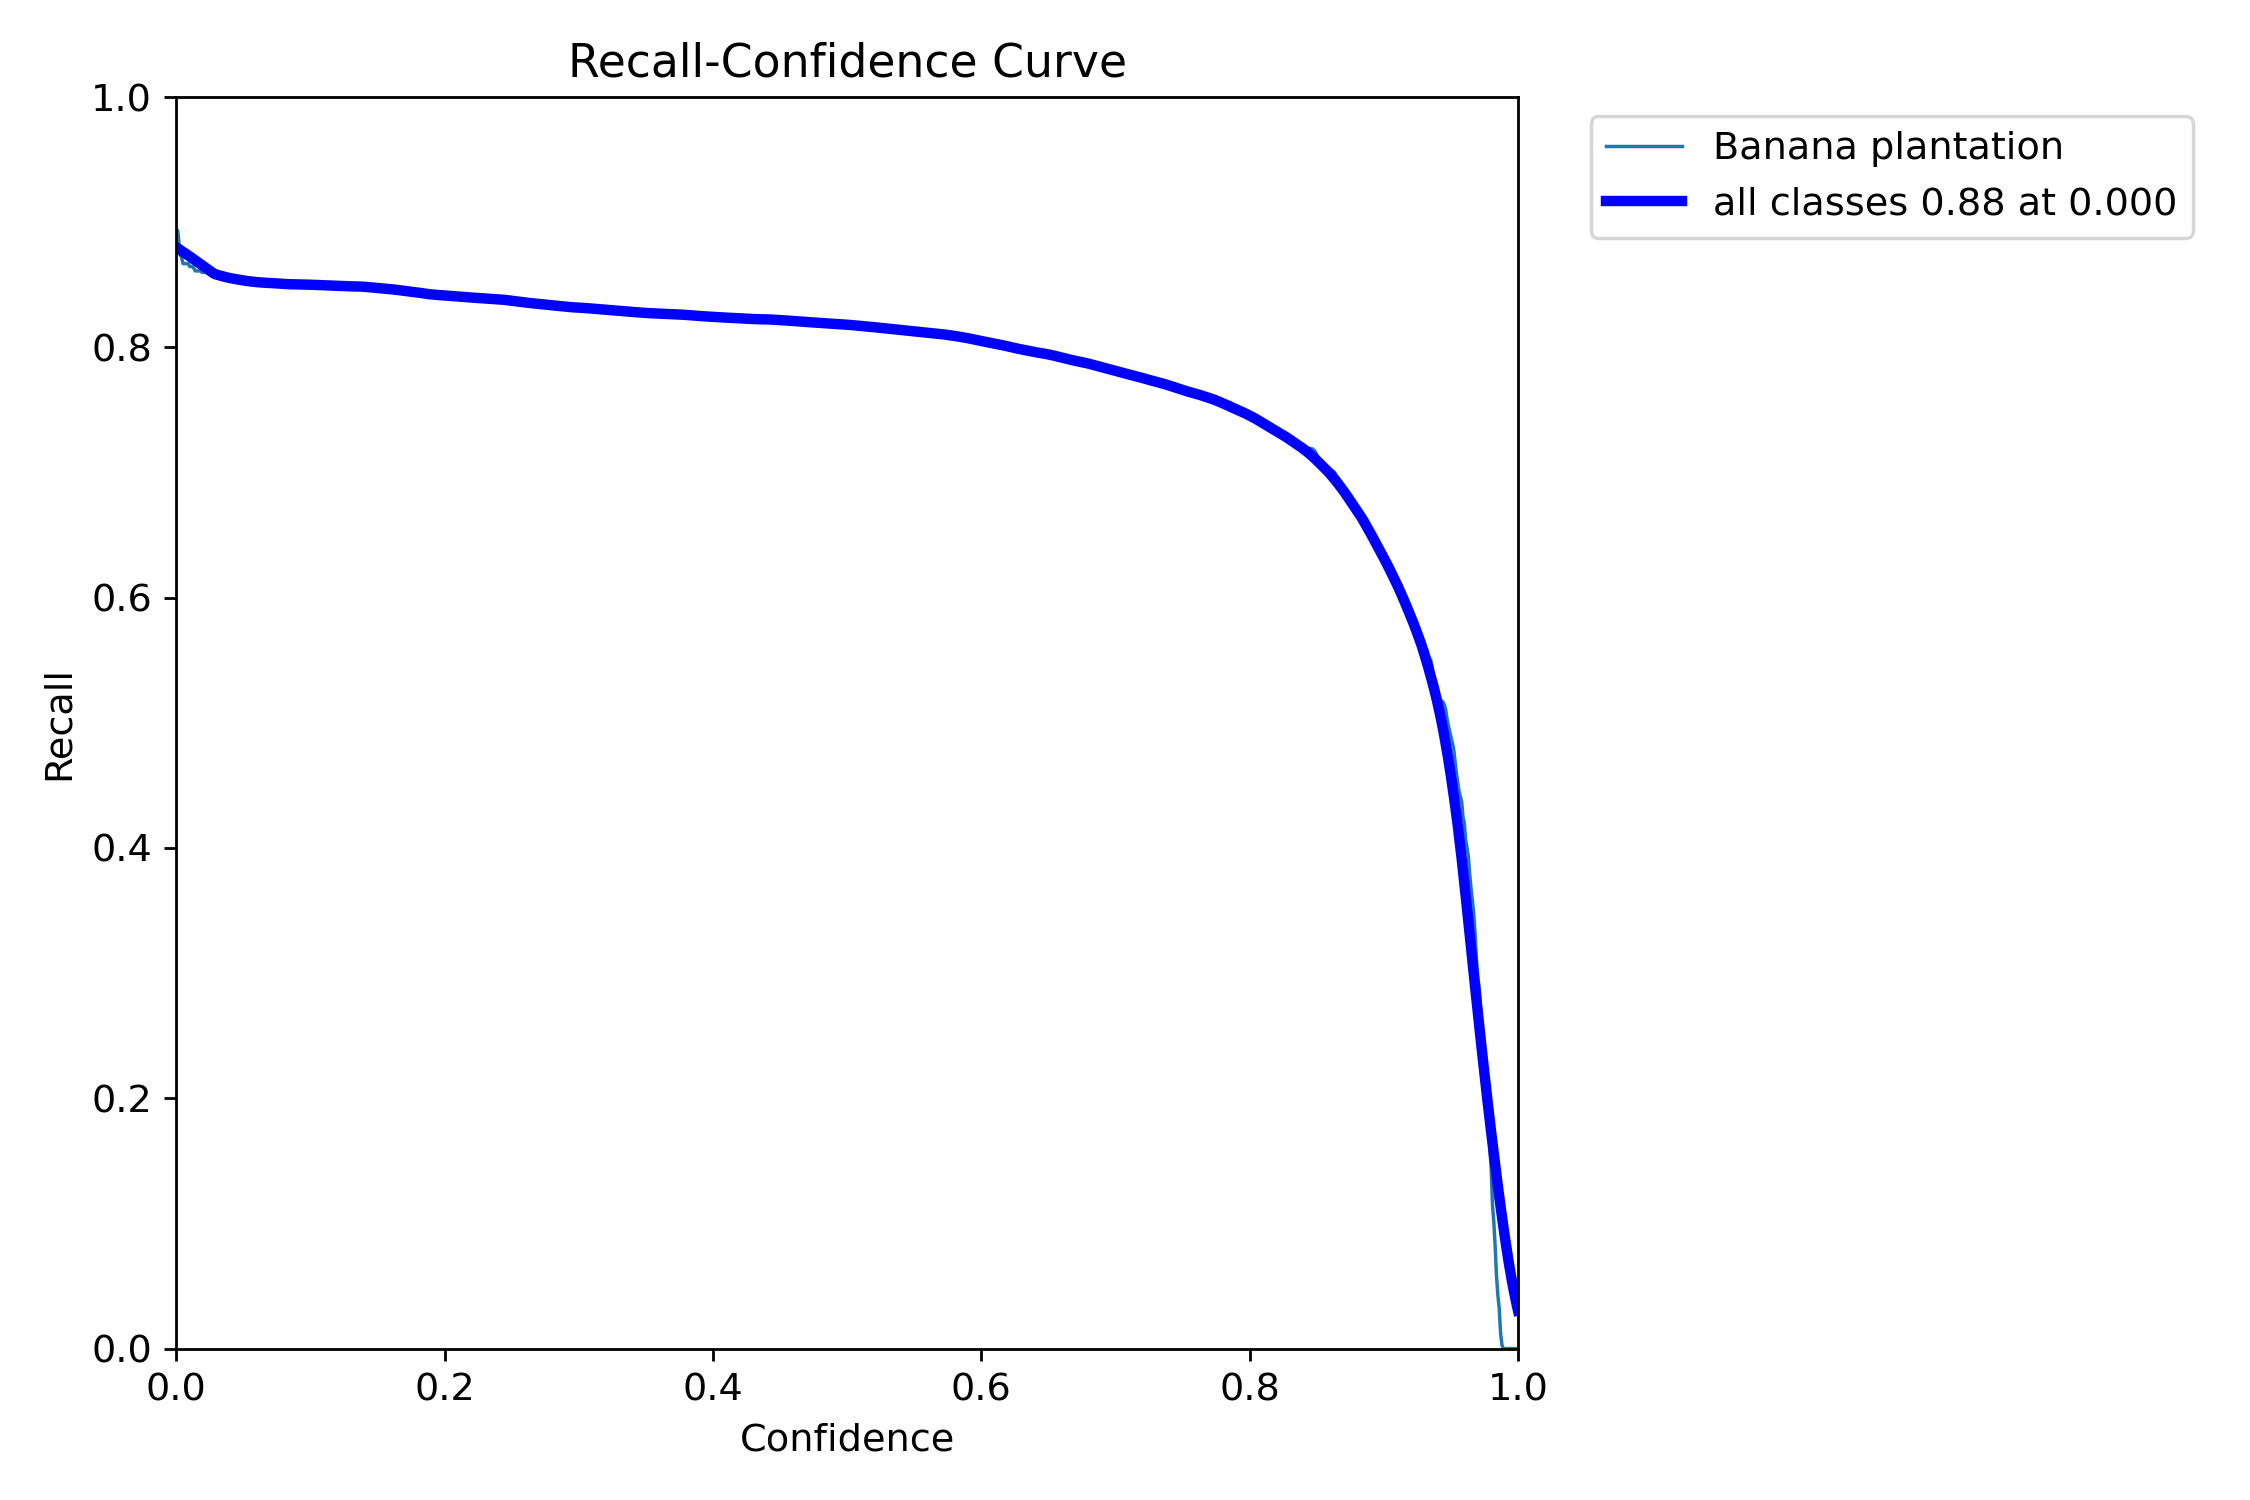 Recall-Confidence Curve
Banana plantation
all classes 0.88 at 0.000
1.0
0.8
0.6
0.4
0.2
0.0
Recall
0.0 0.2 0.4 0.6 0.8 1.0
Confidence